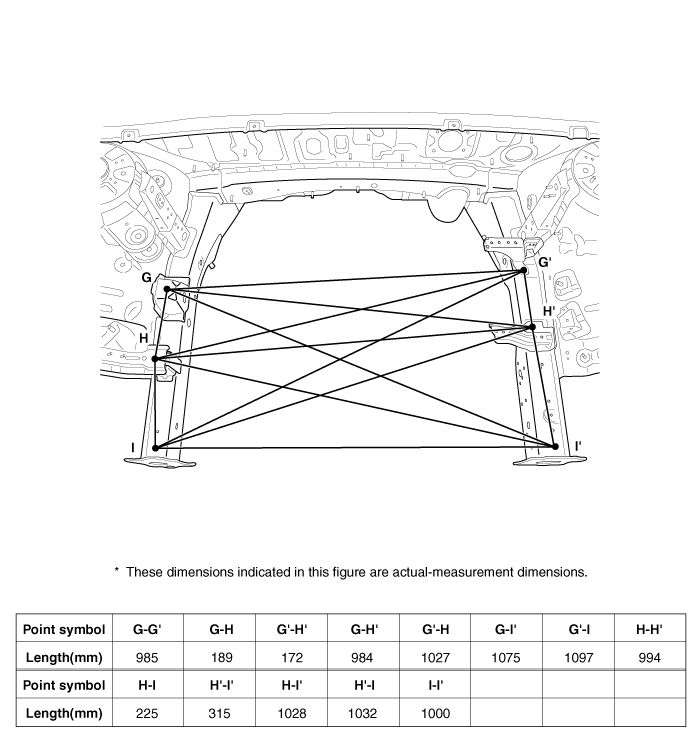 G'
G
H'
H
I
I'
* These dimensions indicated in this figure are actual-measurement dimensions.
Point symbol G-G' G-H G'-H' G-H' G'-H G-I' G'-I H-H'
Length(mm) 985 189 172 984 1027 1075 1097 994
Point symbol H-I H'-I' H-I' H'-I I-I'
Length(mm) 225 315 1028 1032 1000